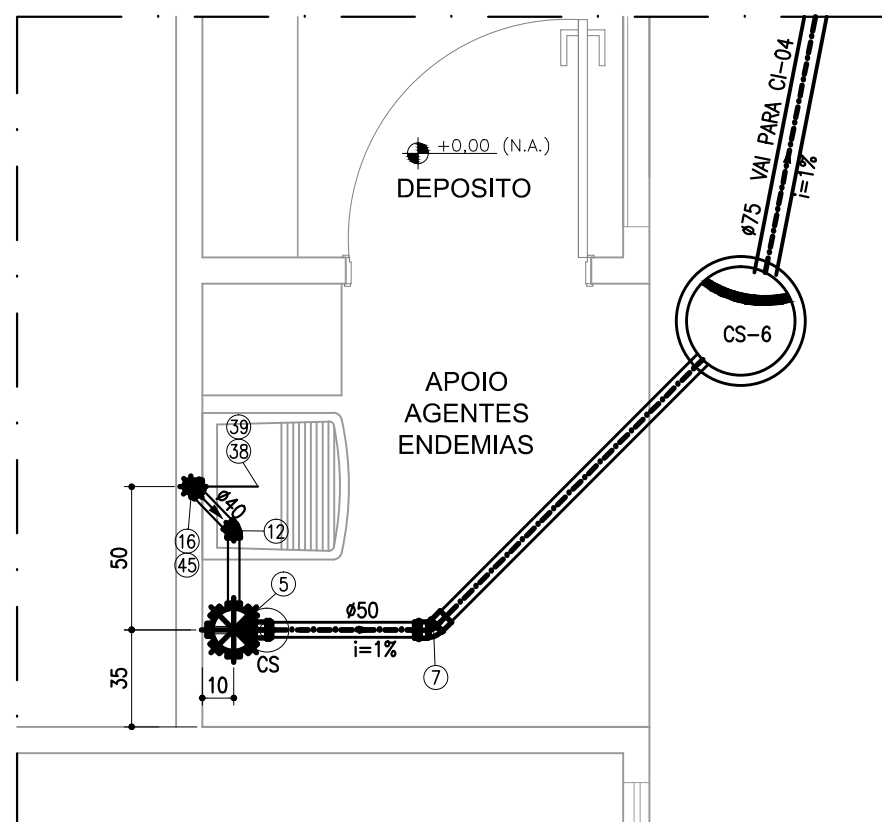 +0,00 (N.A.)
DEPOSITO
ø75 VAI PARA CI-04
i=1%
CS-6
APOIO
AGENTES
ENDEMIAS
39
38
ø40
12
16
45
50
5
ø50
i=1%
CS
7
35
10